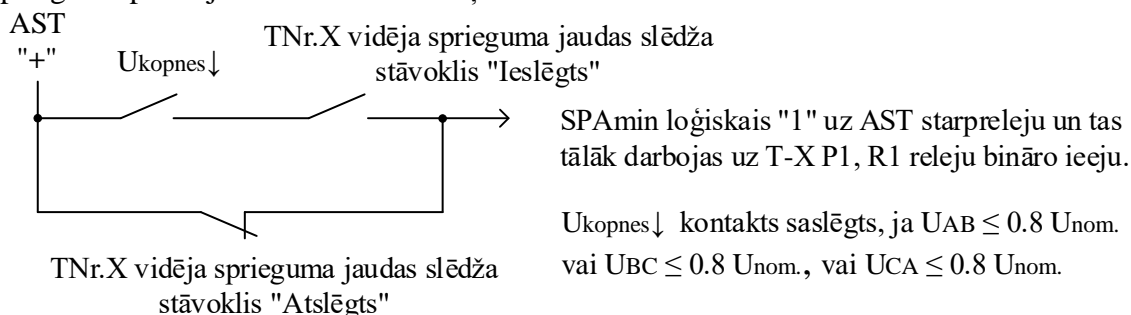 AST
"+"
Ukopnes↓
TNr.X vidēja sprieguma jaudas slēdža
stāvoklis "Ieslēgts"
SPAmin loģiskais "1" uz AST starpreleju un tas
tālāk darbojas uz T-X P1, R1 releju bināro ieeju.
Ukopnes↓ kontakts saslēgts, ja UAB ≤ 0.8 Unom.
vai UBC ≤ 0.8 Unom., vai UCA ≤ 0.8 Unom.
TNr.X vidēja sprieguma jaudas slēdža
stāvoklis "Atslēgts"